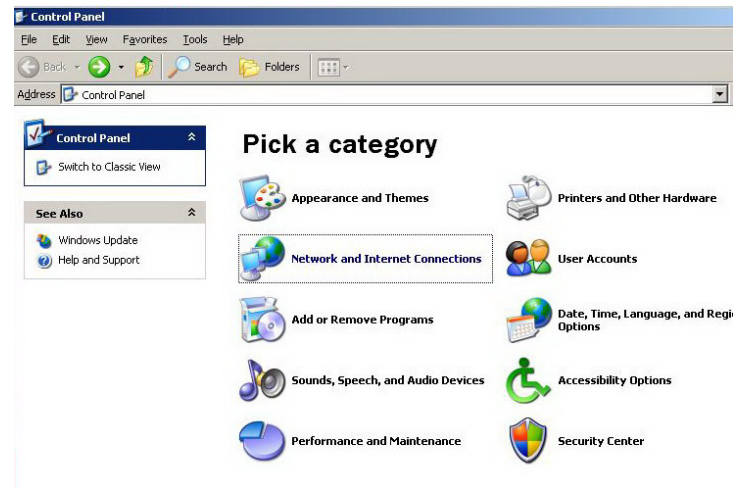 Control Panel
File Edit View Favorites Tools Help
Back Search Folders
Address Control Panel
Control Panel
Switch to Classic View
See Also
Windows Update
Help and Support
Pick a category
Appearance and Themes
Printers and Other Hardware
Network and Internet Connections
User Accounts
Add or Remove Programs
Date, Time, Language, and Regi
Options
Sounds, Speech, and Audio Devices
Accessibility Options
Performance and Maintenance
Security Center